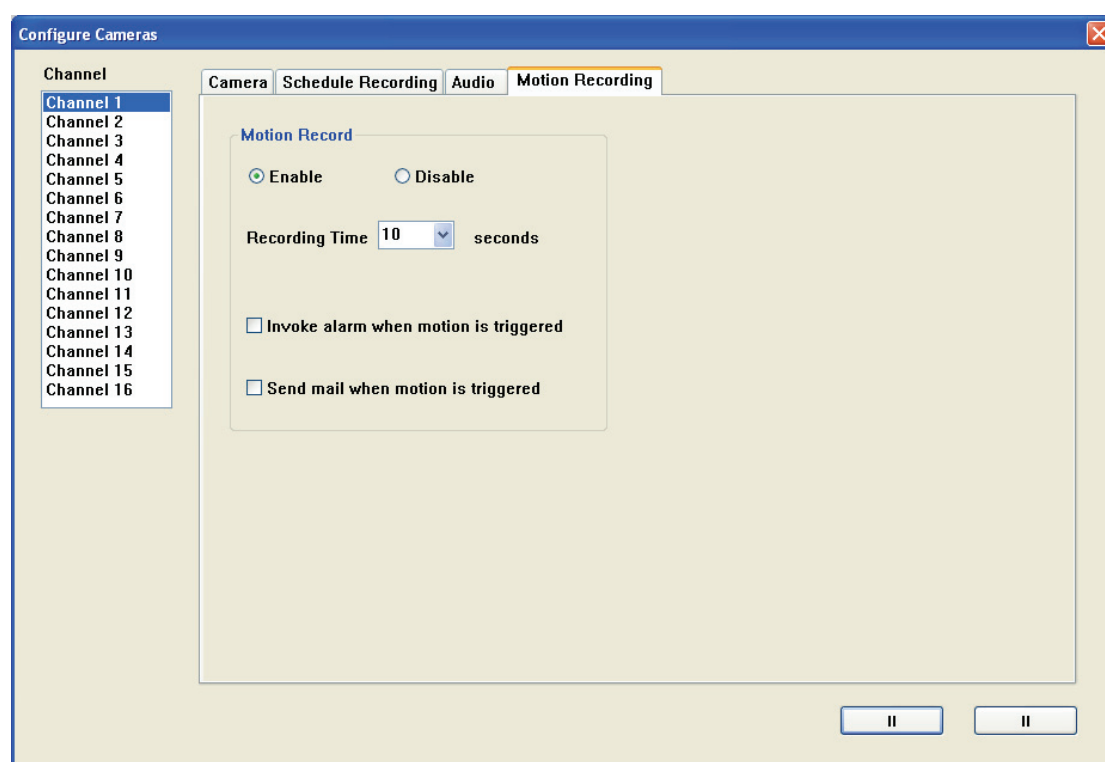 Configure Cameras
Channel
Channel 1
Channel 2
Channel 3
Channel 4
Channel 5
Channel 6
Channel 7
Channel 8
Channel 9
Channel 10
Channel 11
Channel 12
Channel 13
Channel 14
Channel 15
Channel 16
Camera Schedule Recording Audio Motion Recording
Motion Record
Enable Disable
Recording Time 10 seconds
Invoke alarm when motion is triggered
Send mail when motion is triggered
II II